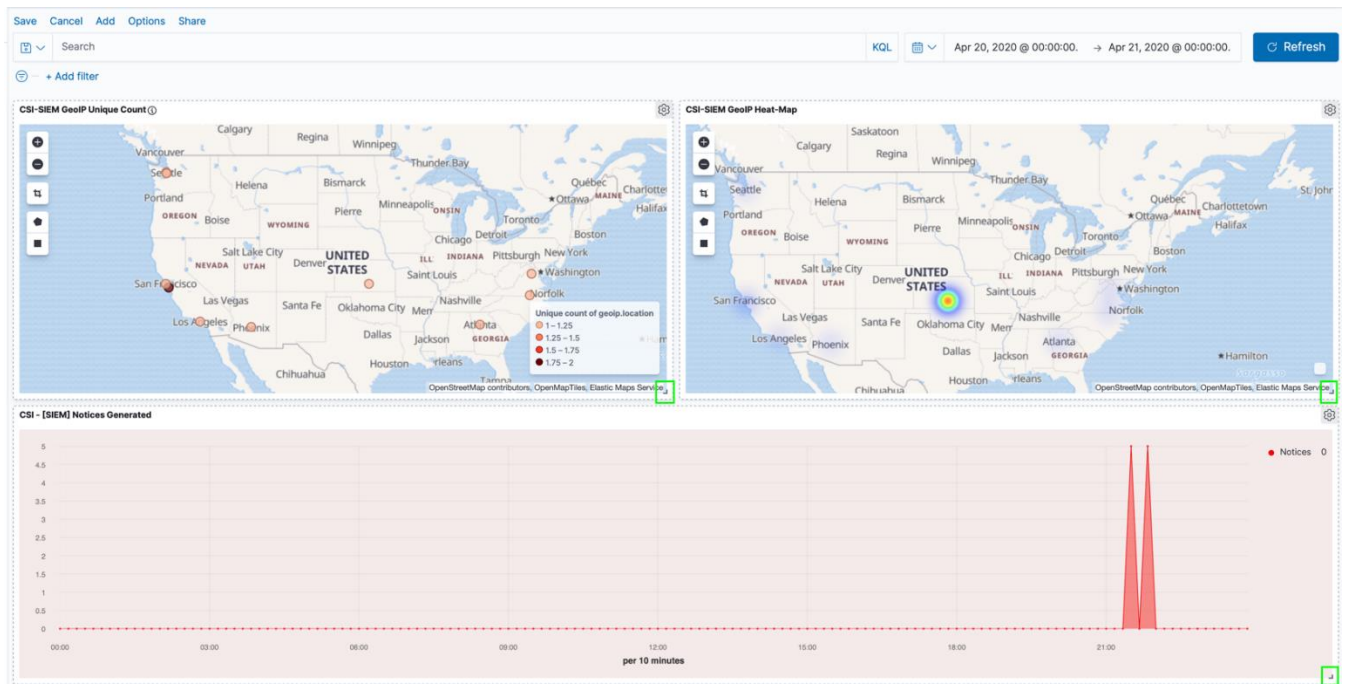 Save Cancel Add Options Share
Search KQL Apr 20, 2020 @ 00:00:00. → Apr 21, 2020 @ 00:00:00. Refresh
+ Add filter
CSI-SIEM GeoIP Unique Count
Calgary
Regina
Winnipeg
Vancouver
Thunder Bay
Seattle
Québec
Helena
Bismarck
Charlotte
MAINE
Portland
Ottawa
Minneapolis
ONSIN
Halifax
Pierre
OREGON
Boise
Toronto
WYOMING
Detroit
Boston
Chicago
Salt Lake City
UNITED
STATES
ILL
INDIANA
Pittsburgh
New York
NEVADA
UTAH
Denver
Saint Louis
Washington
San Francisco
Las Vegas
Santa Fe
Oklahoma City
Mem
Nashville
Norfolk
Los Angeles
Phoenix
Atlanta
Dallas
Jackson
GEORGIA
Houston
rleans
Chihuahua
Tampa
Unique count of geoip.location
1 – 1.25
1.25 – 1.5
1.5 – 1.75
1.75 – 2
OpenStreetMap contributors, OpenMapTiles, Elastic Maps Service
CSI-SIEM GeoIP Heat-Map
Saskatoon
Calgary
Regina
Winnipeg
Vancouver
Thunder Bay
Seattle
Québec
St. John
Helena
Bismarck
Charlottetown
Portland
Ottawa
MAINE
Minneapolis
ONSIN
Halifax
Pierre
OREGON
Boise
Toronto
WYOMING
Detroit
Boston
Chicago
Salt Lake City
UNITED
STATES
ILL
INDIANA
Pittsburgh
New York
NEVADA
UTAH
Denver
Saint Louis
Washington
San Francisco
Las Vegas
Santa Fe
Oklahoma City
Mem
Nashville
Norfolk
Los Angeles
Phoenix
Atlanta
Dallas
Jackson
GEORGIA
Hamilton
Houston
rleans
Sargasso
Chihuahua
OpenStreetMap contributors, OpenMapTiles, Elastic Maps Service
CSI - [SIEM] Notices Generated
5
4.5
4
3.5
3
2.5
2
1.5
1
0.5
0
Notices 0
00:00 03:00 06:00 09:00 12:00 15:00 18:00 21:00
per 10 minutes